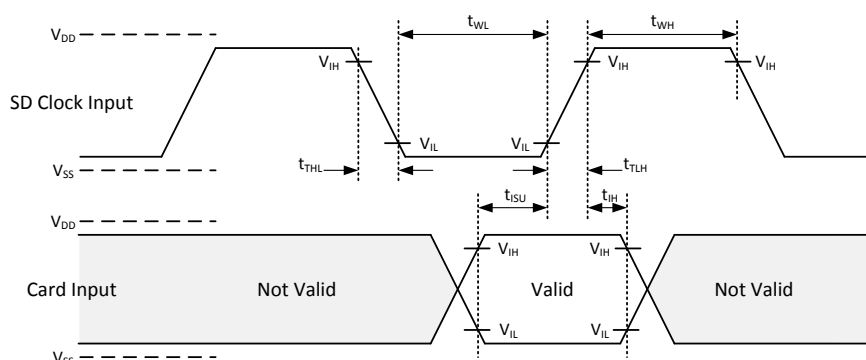 V_DD
t_WL
t_WH
V_IH
V_IH
V_IH
SD Clock Input
V_IL
V_IL
V_SS
t_THL
t_TLH
t_ISU
t_IH
V_DD
V_IH
V_IH
Card Input
Not Valid
Valid
Not Valid
V_IL
V_IL
V_SS